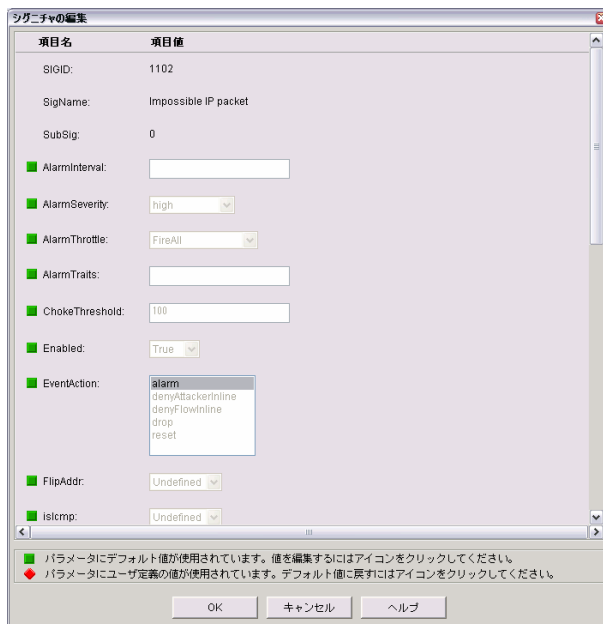 シグニチャの編集
項目名 項目値
SIGID: 1102
SigName: Impossible IP packet
SubSig: 0
AlarmInterval:
AlarmSeverity: high
AlarmThrottle: FireAll
AlarmTraits:
ChokeThreshold: 100
Enabled: True
EventAction: alarm
denyAttackerInline
denyFlowInline
drop
reset
FlipAddr: Undefined
isIcmp: Undefined
パラメータにデフォルト値が使用されています。値を編集するにはアイコンをクリックしてください。
パラメータにユーザ定義の値が使用されています。デフォルト値に戻すにはアイコンをクリックしてください。
OK キャンセル ヘルプ